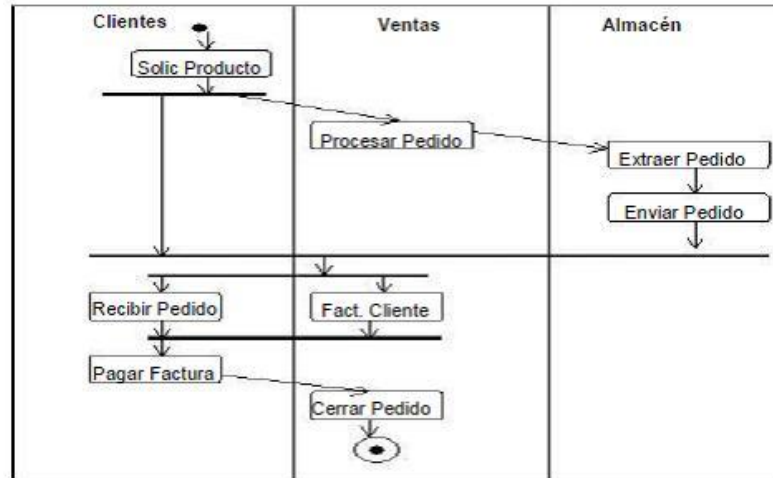 Clientes
Ventas
Almacén
Solic Producto
Procesar Pedido
Extraer Pedido
Enviar Pedido
Recibir Pedido
Fact. Cliente
Pagar Factura
Cerrar Pedido